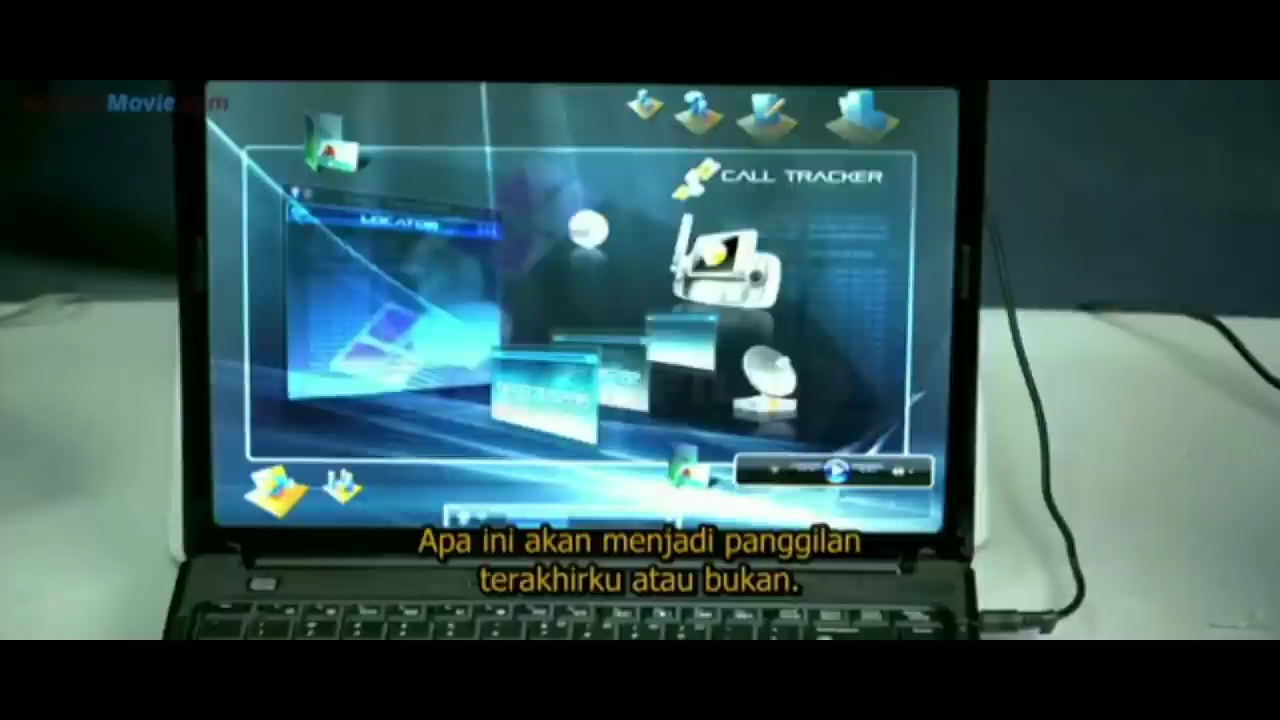 Movie
CALL TRACKER
LOCATOR
Apa ini akan menjadi panggilan
terakhirku atau bukan.